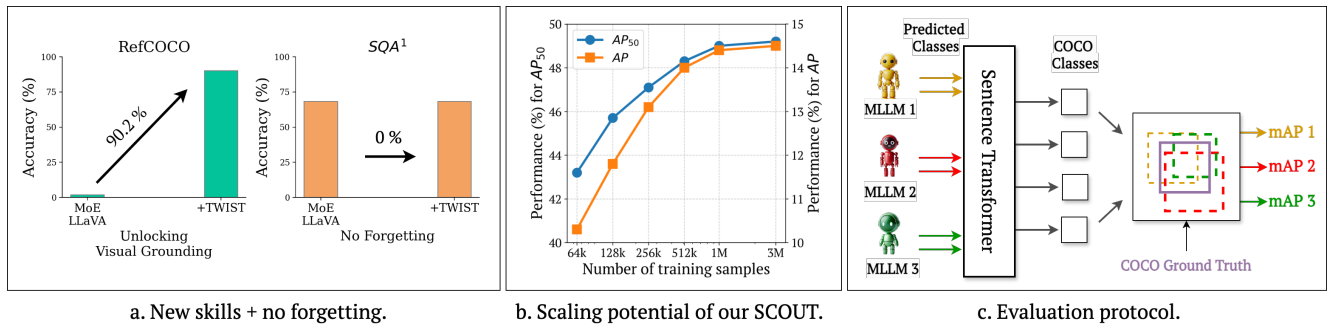 RefCOCO
Accuracy (%)
100
75
50
25
0
90.2 %
MoE
LLaVA
+TWIST
Unlocking
Visual Grounding
SQA¹
Accuracy (%)
100
75
50
25
0
0 %
MoE
LLaVA
+TWIST
No Forgetting
a. New skills + no forgetting.
Performance (%) for AP₅₀
50
48
46
44
42
40
AP₅₀
AP
15
14
13
12
11
10
Performance (%) for AP
64k 128k 256k 512k 1M 3M
Number of training samples
b. Scaling potential of our SCOUT.
Predicted
Classes
MLLM 1
MLLM 2
MLLM 3
Sentence Transformer
COCO
Classes
mAP 1
mAP 2
mAP 3
COCO Ground Truth
c. Evaluation protocol.